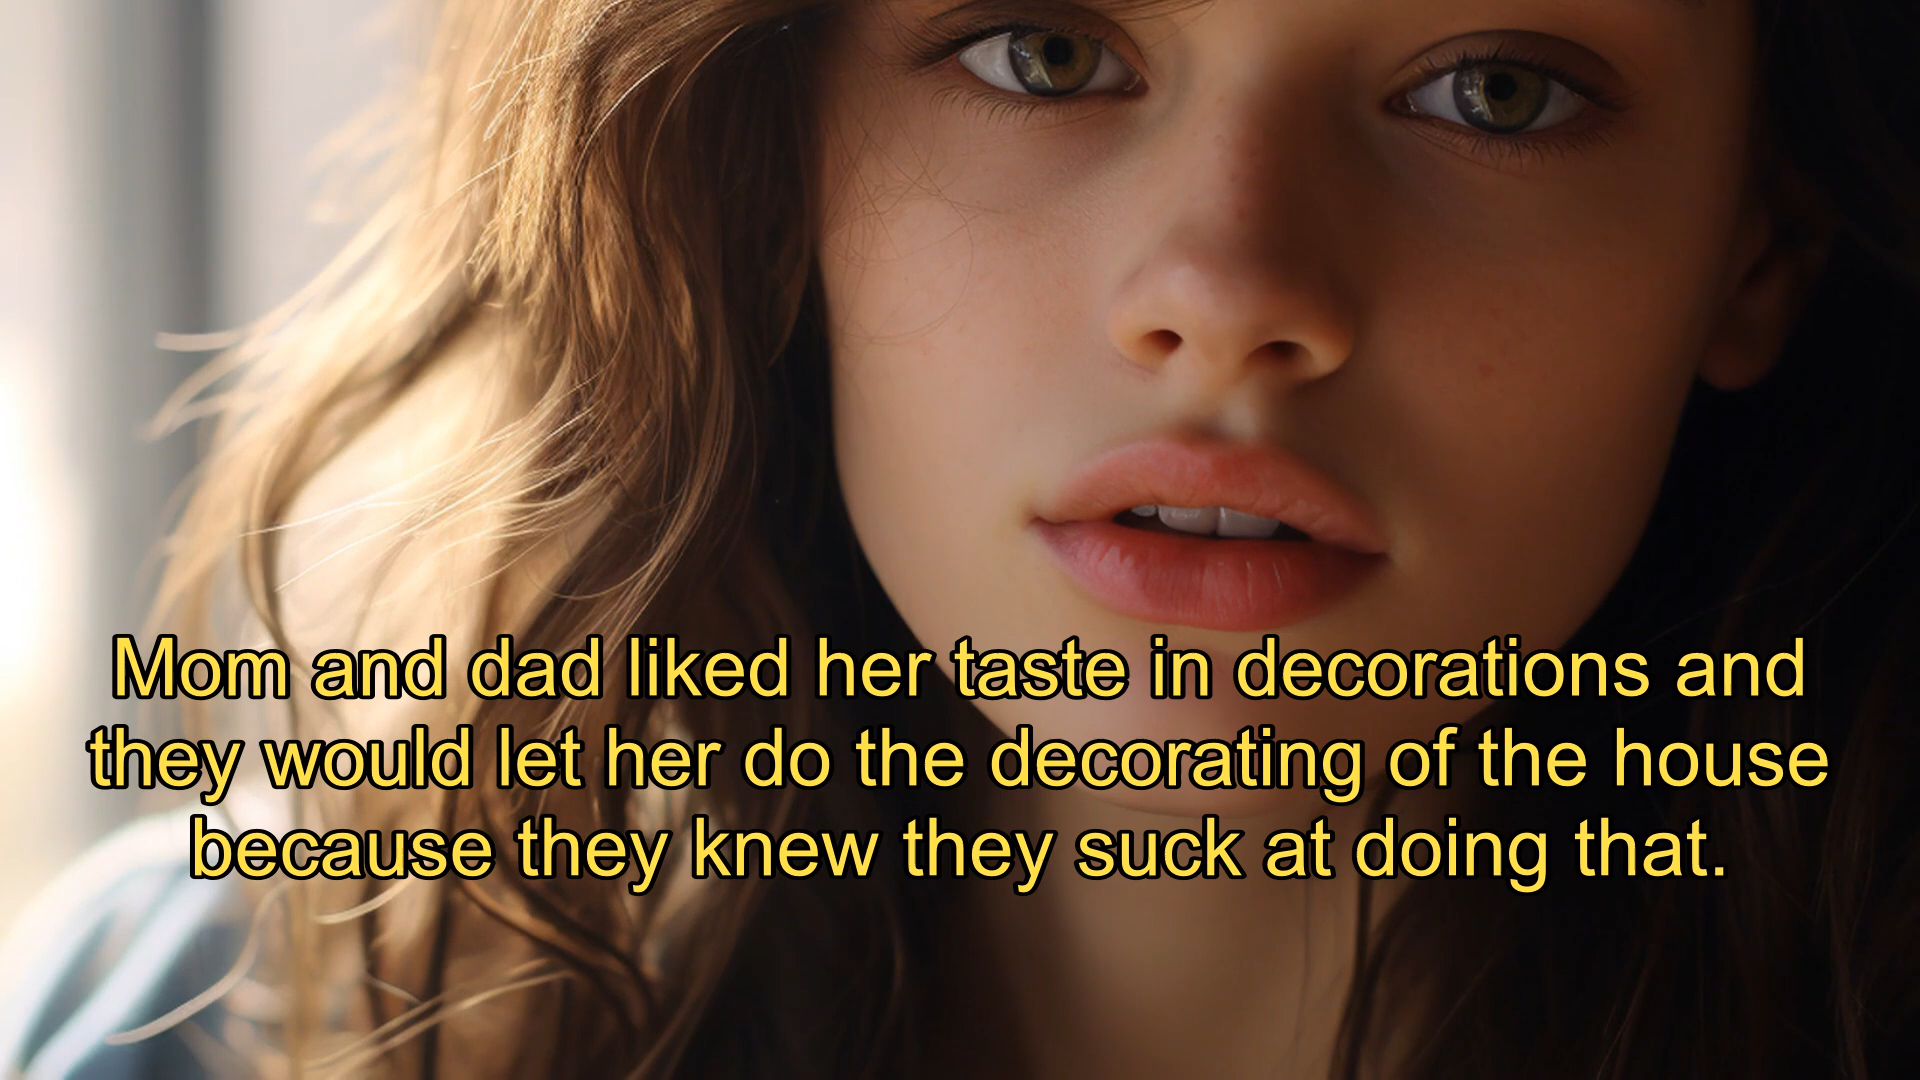 Mom and dad liked her taste in decorations and
they would let her do the decorating of the house
because they knew they suck at doing that.